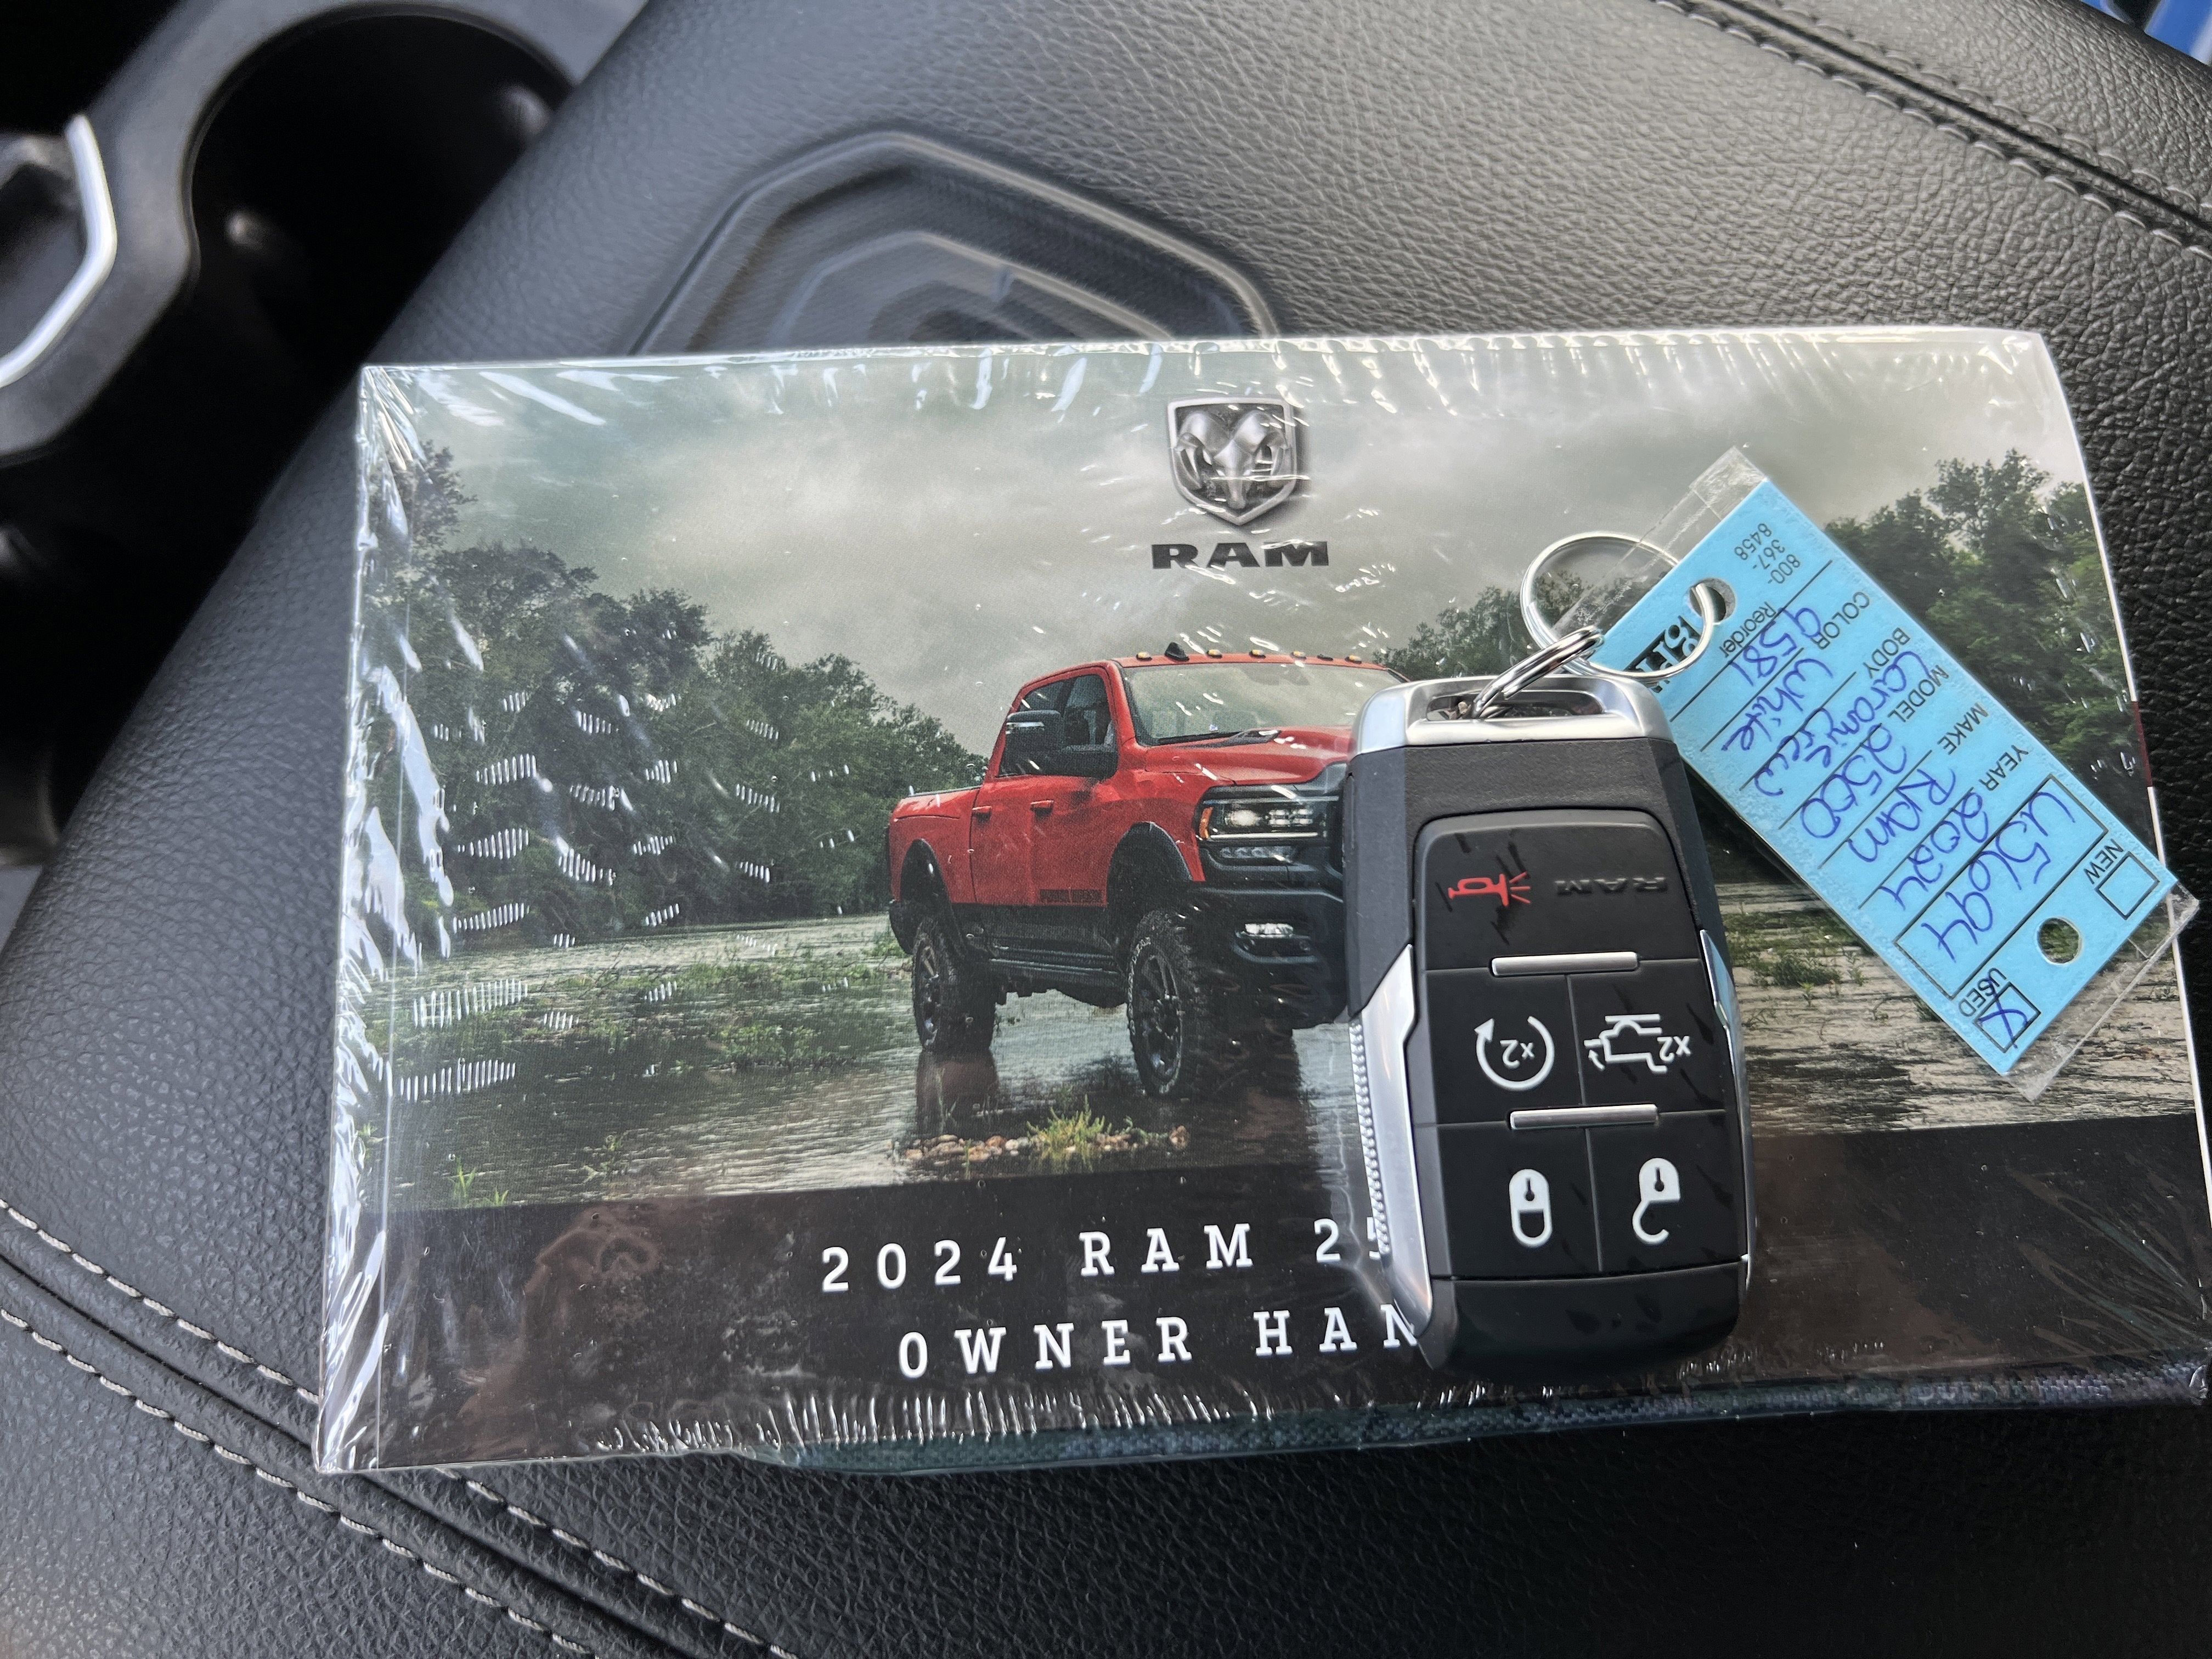 RAM
2024 RAM 25
OWNER HAN
RAM
x2
x2
NEW
USED X
U5694
YEAR 2024
MAKE Ram
MODEL 2500
BODY
COLOR White
9581
Reorder
800-
367-
8458